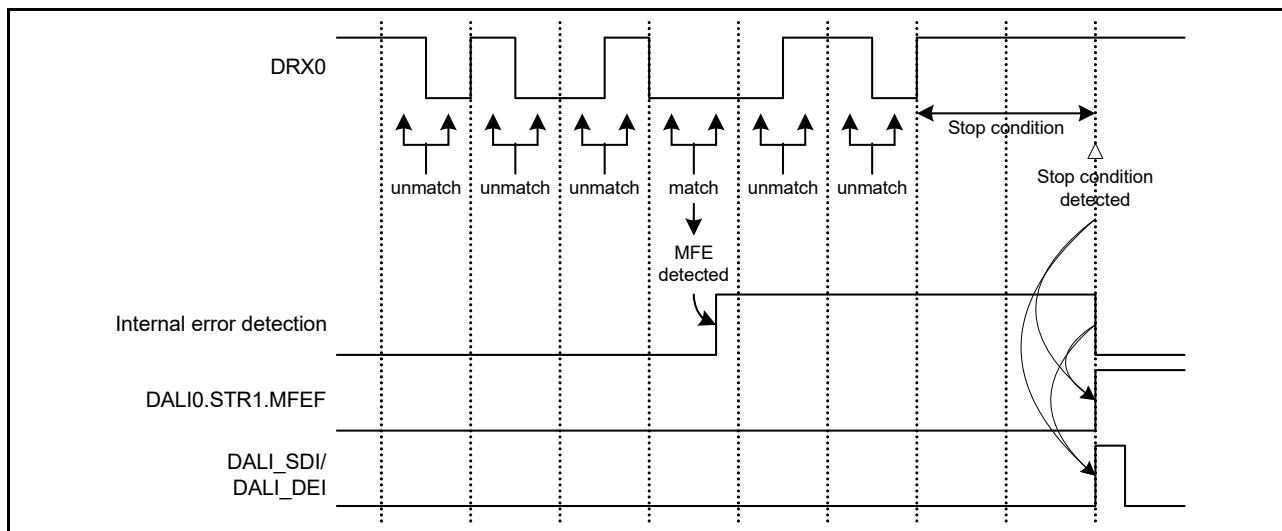 DRX0
Stop condition
unmatch unmatch unmatch match unmatch unmatch
Stop condition
detected
MFE
detected
Internal error detection
DALI0.STR1.MFEF
DALI_SDI/
DALI_DEI